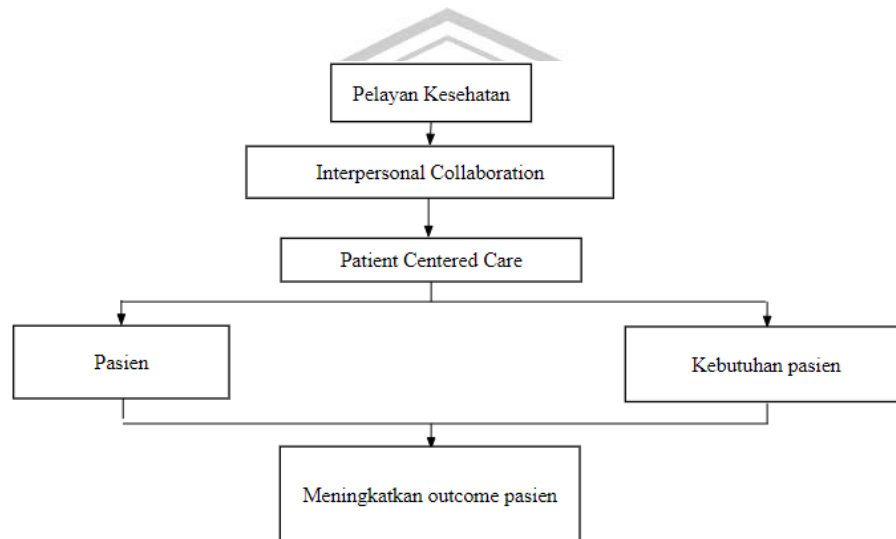 Pelayan Kesehatan
Interpersonal Collaboration
Patient Centered Care
Pasien
Kebutuhan pasien
Meningkatkan outcome pasien